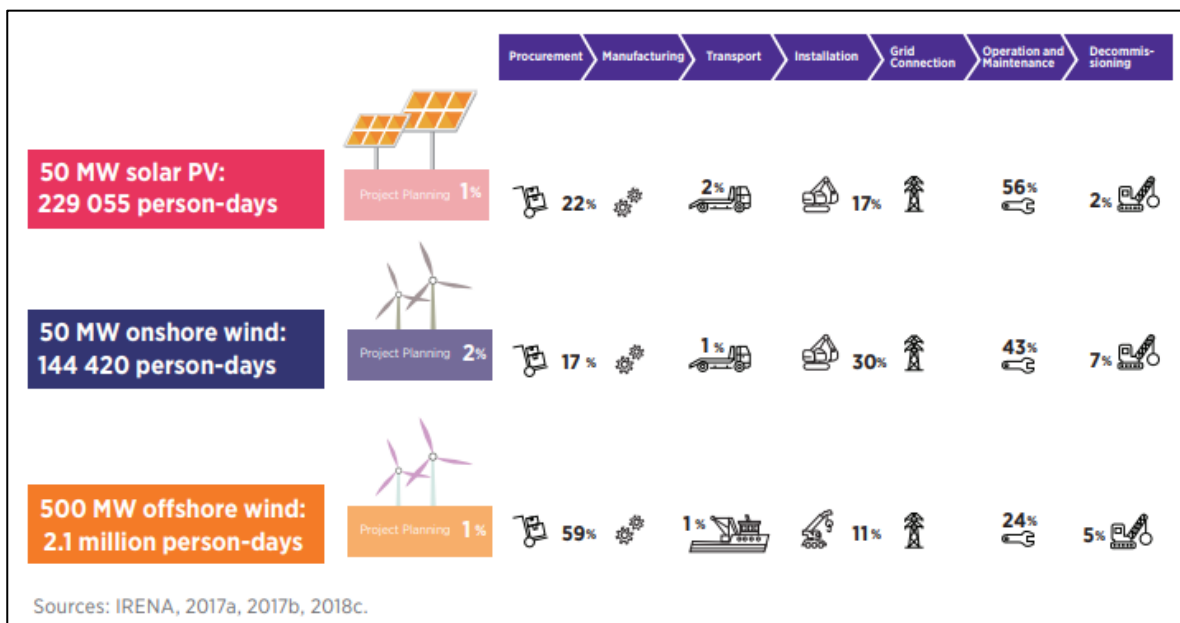 Procurement
Manufacturing
Transport
Installation
Grid
Connection
Operation and
Maintenance
Decommis-
sioning
50 MW solar PV:
229 055 person-days
Project Planning 1%
22%
2%
17%
56%
2%
50 MW onshore wind:
144 420 person-days
Project Planning 2%
17 %
1%
30%
43%
7%
500 MW offshore wind:
2.1 million person-days
Project Planning 1%
59%
1%
11%
24%
5%
Sources: IRENA, 2017a, 2017b, 2018c.